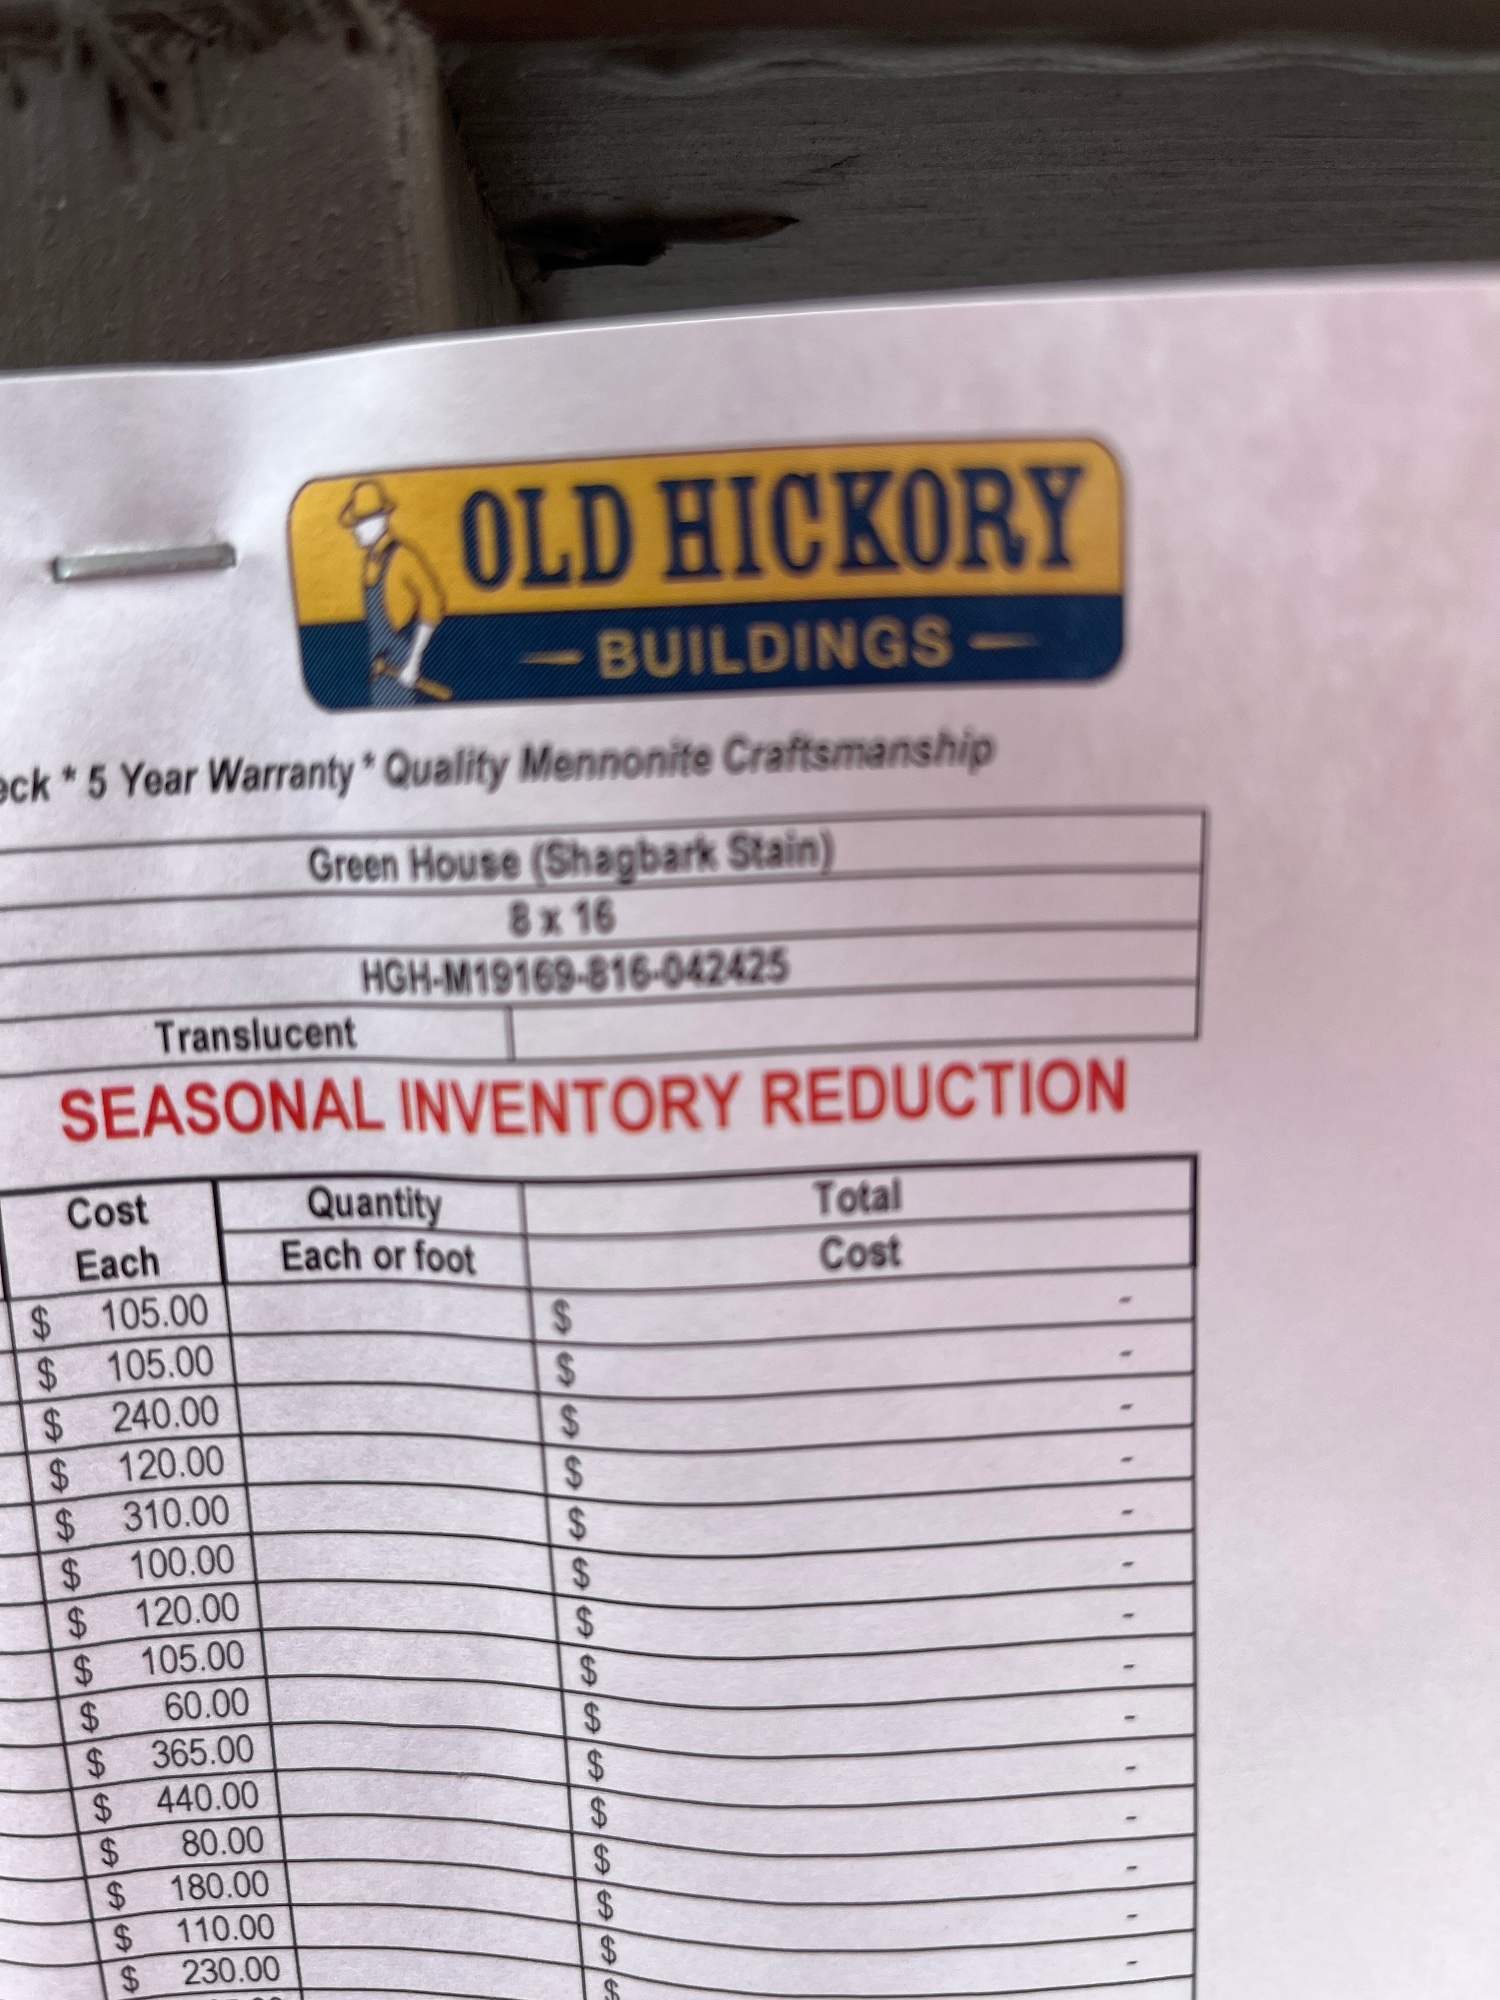 OLD HICKORY
— BUILDINGS —
eck * 5 Year Warranty * Quality Mennonite Craftsmanship
Green House (Shagbark Stain)
8 x 16
HGH-M19169-816-042425
Translucent
SEASONAL INVENTORY REDUCTION
Cost Quantity Total
Each Each or foot Cost
$ 105.00 $ -
$ 105.00 $ -
$ 240.00 $ -
$ 120.00 $ -
$ 310.00 $ -
$ 100.00 $ -
$ 120.00 $ -
$ 105.00 $ -
$ 60.00 $ -
$ 365.00 $ -
$ 440.00 $ -
$ 80.00 $ -
$ 180.00 $ -
$ 110.00 $ -
$ 230.00 $